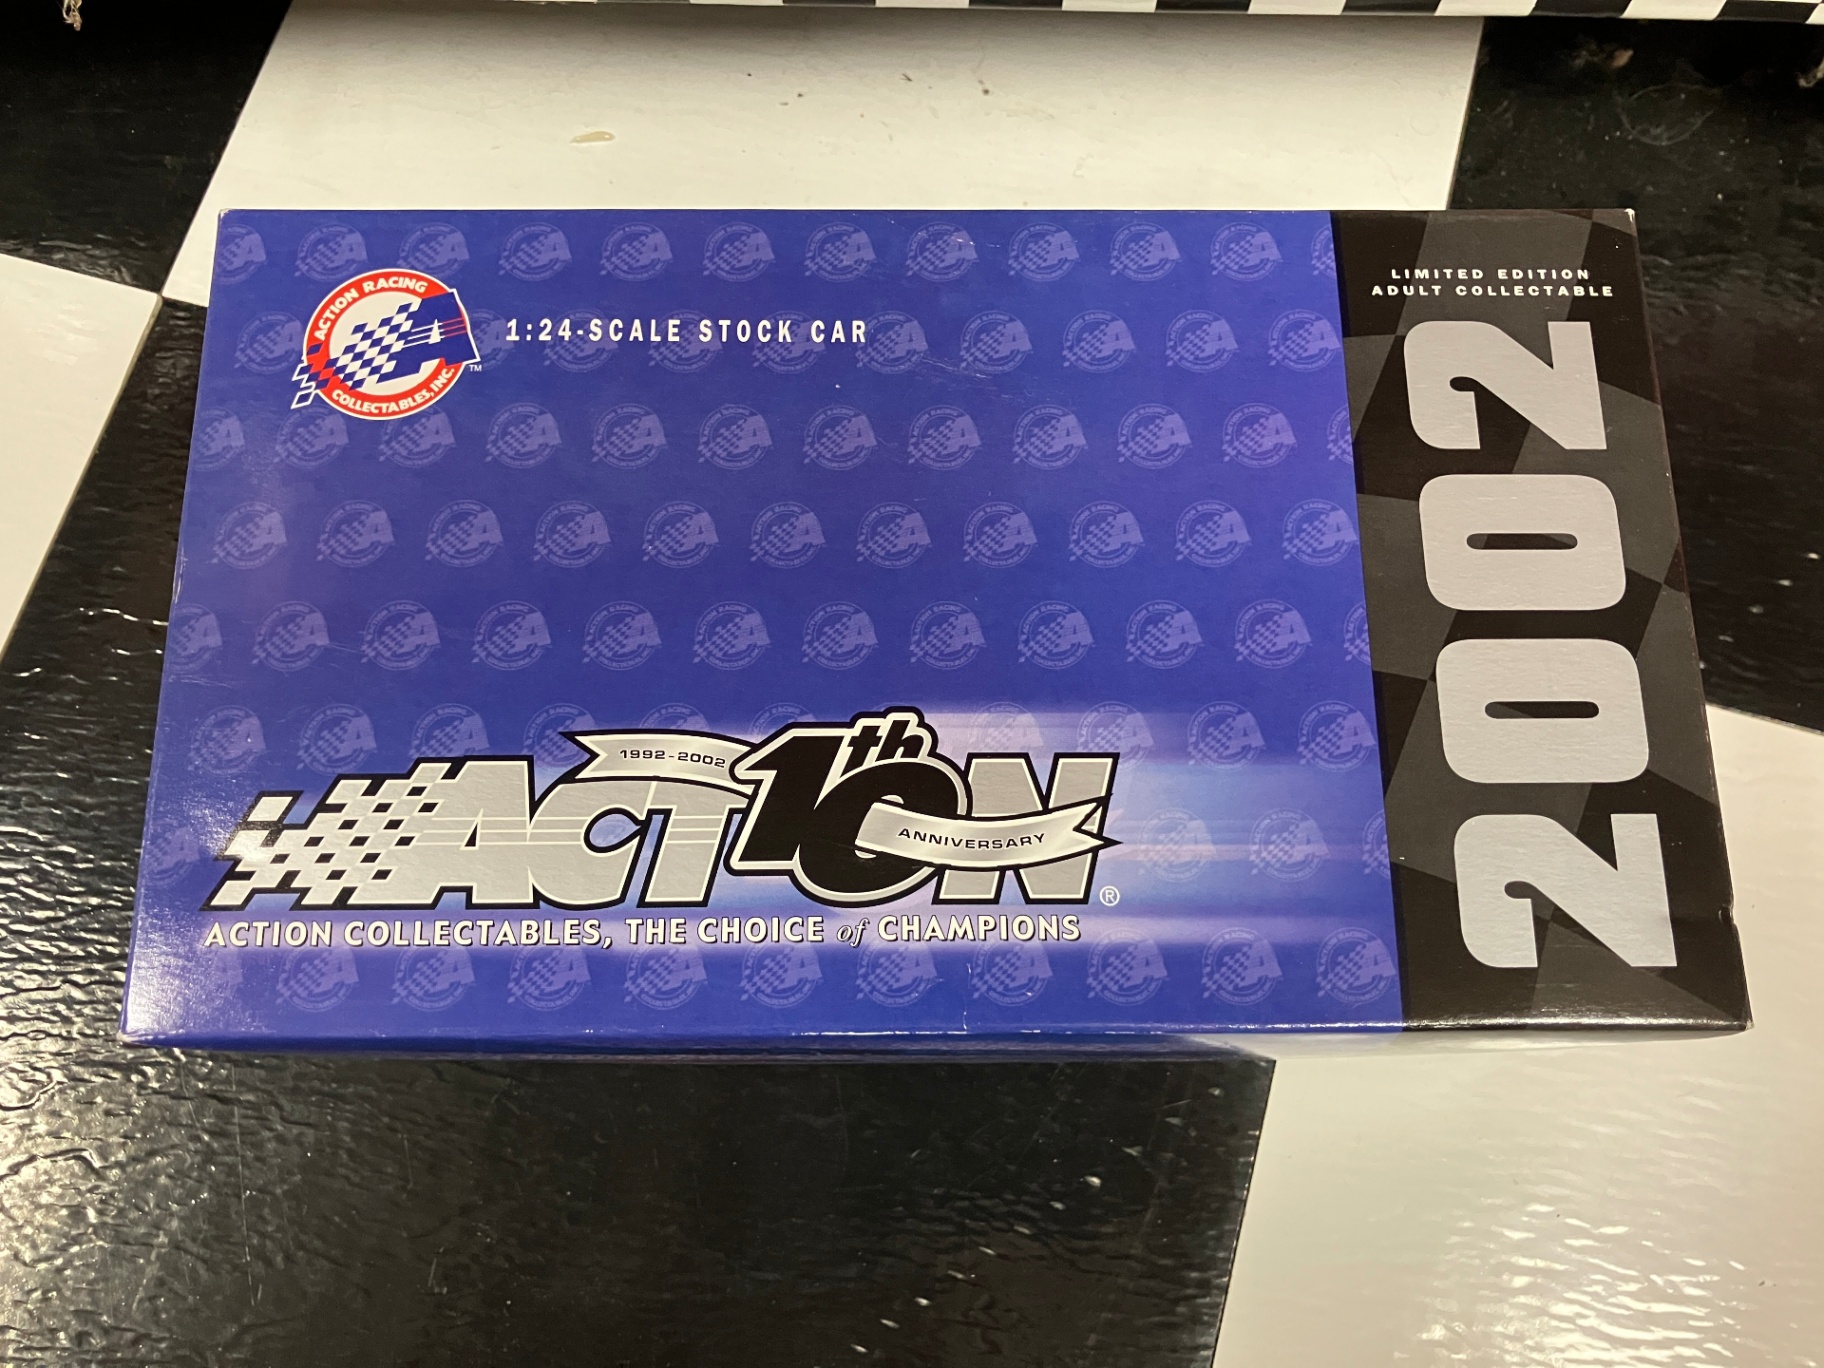 ACTION RACING
COLLECTABLES, INC.
TM
1:24-SCALE STOCK CAR
LIMITED EDITION
ADULT COLLECTABLE
2002
1992-2002
ACTION
10th
ANNIVERSARY
®
ACTION COLLECTABLES, THE CHOICE of CHAMPIONS